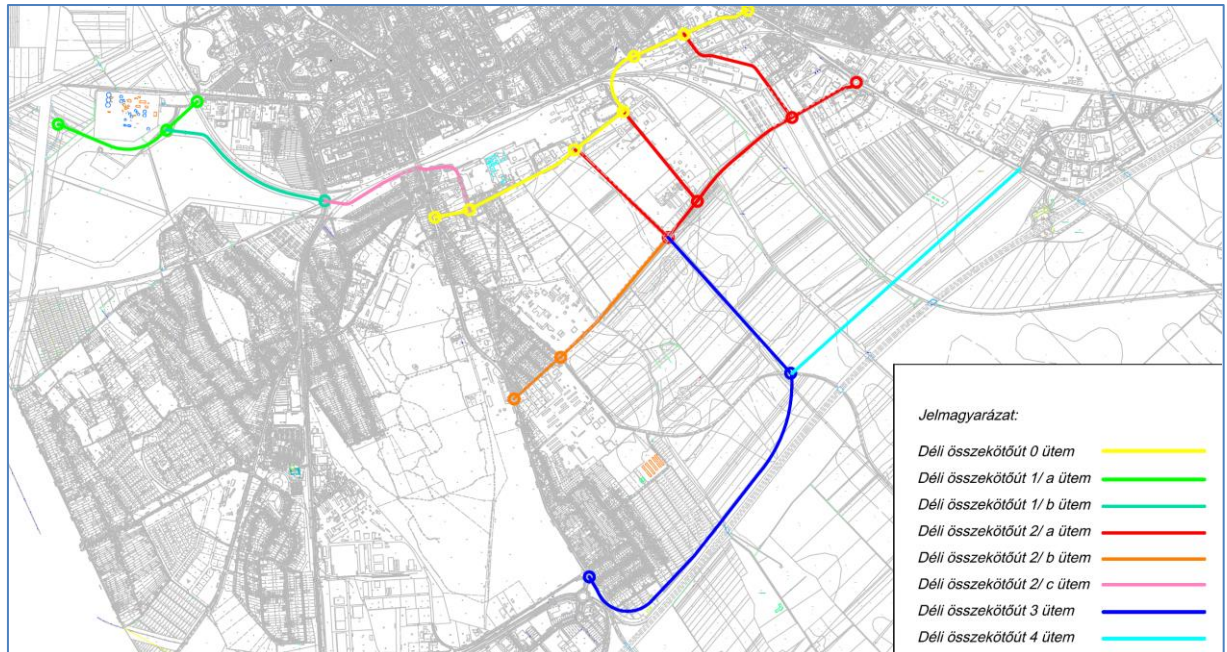 Jelmagyarázat:
Déli összekötőút 0 ütem
Déli összekötőút 1/ a ütem
Déli összekötőút 1/ b ütem
Déli összekötőút 2/ a ütem
Déli összekötőút 2/ b ütem
Déli összekötőút 2/ c ütem
Déli összekötőút 3 ütem
Déli összekötőút 4 ütem